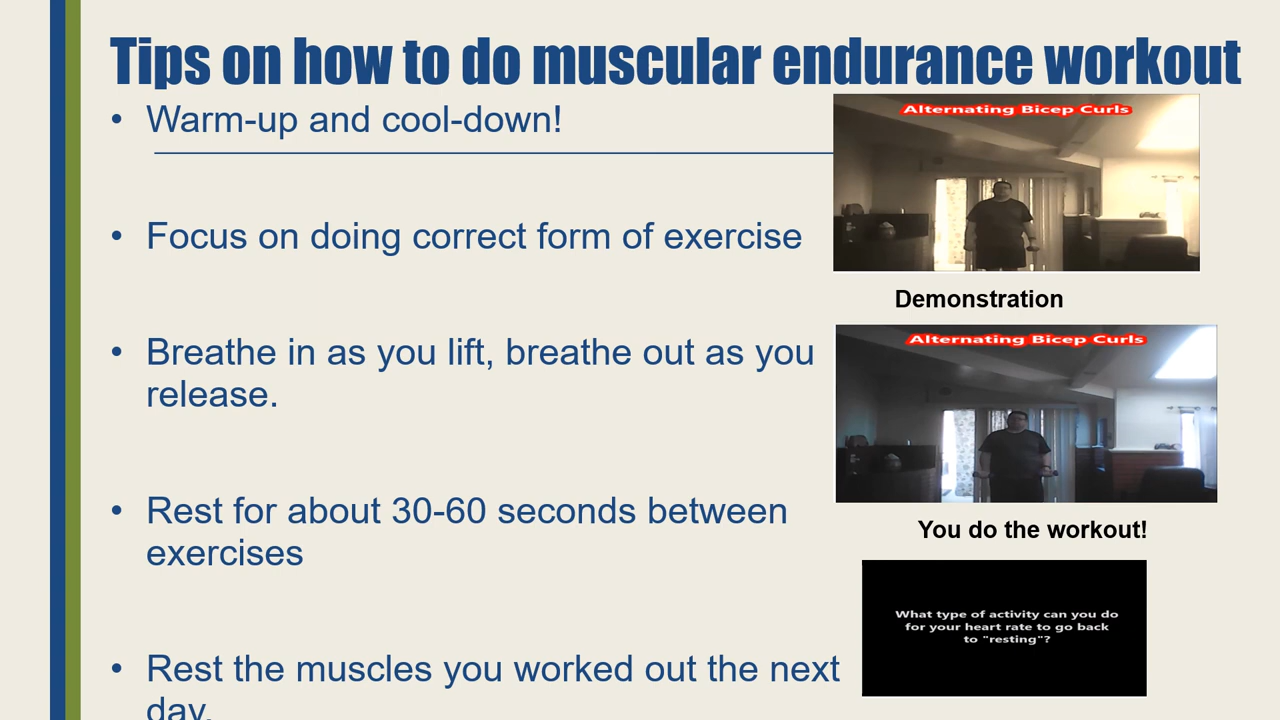 Tips on how to do muscular endurance workout
• Warm-up and cool-down!
• Focus on doing correct form of exercise
• Breathe in as you lift, breathe out as you
release.
• Rest for about 30-60 seconds between
exercises
• Rest the muscles you worked out the next
day.
Alternating Bicep Curls
Demonstration
Alternating Bicep Curls
You do the workout!
What type of activity can you do
for your heart rate to go back
to "resting"?